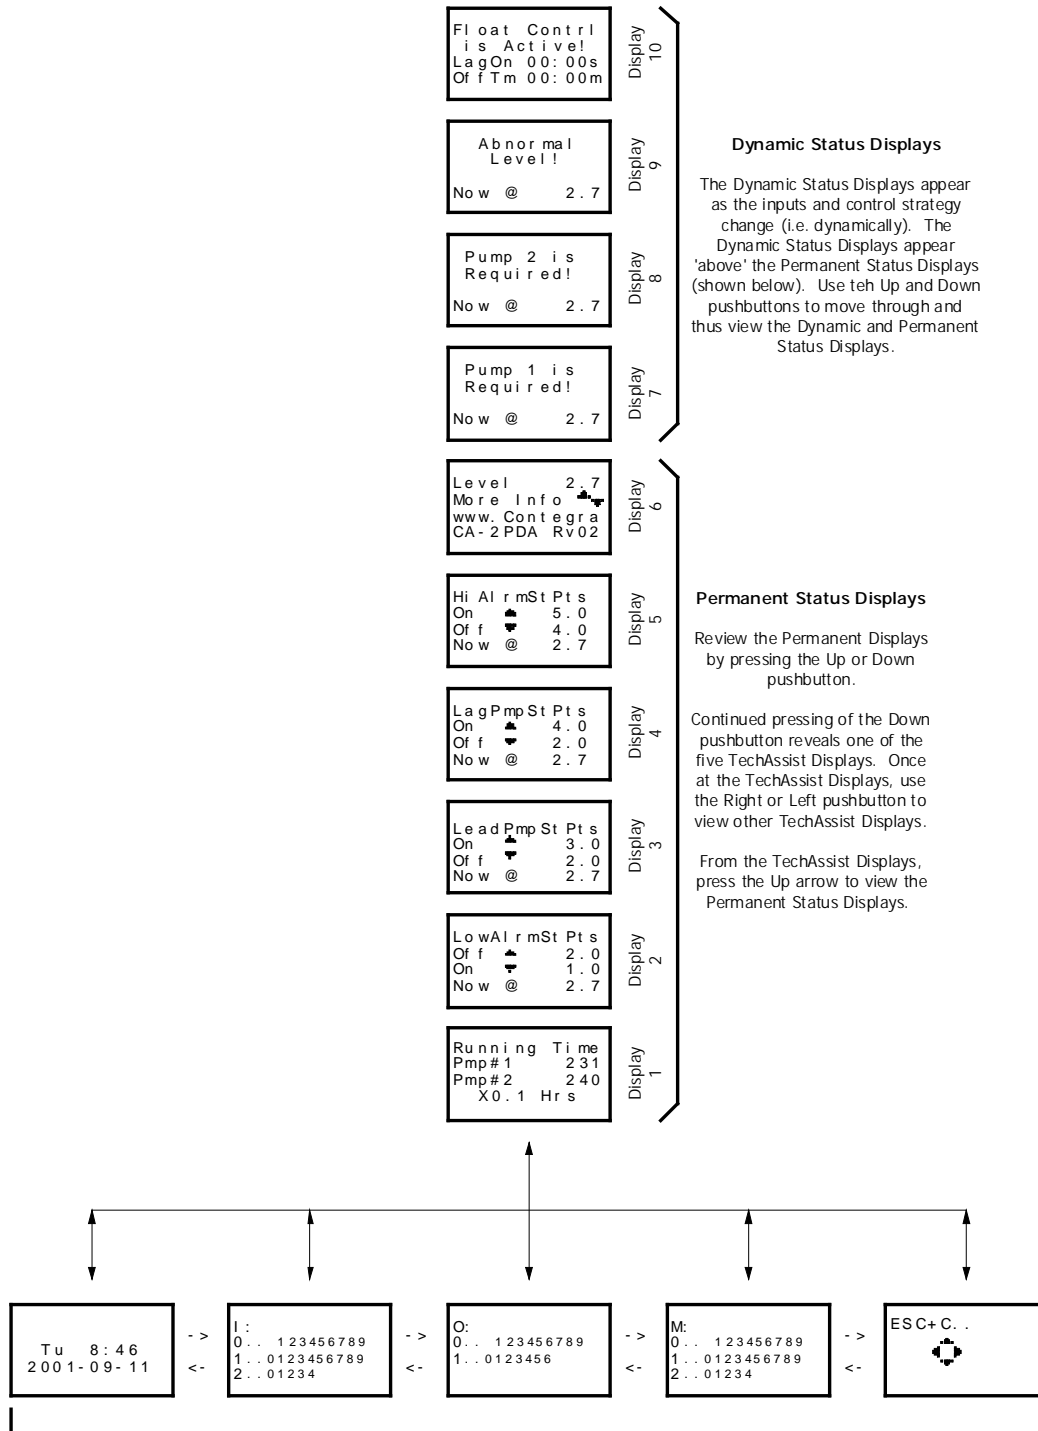 Float Contrl
is Active!
LagOn 00:00s
OffTm 00:00m
Display
10
Abnormal
Level!
Now @ 2.7
Display
9
Pump 2 is
Required!
Now @ 2.7
Display
8
Pump 1 is
Required!
Now @ 2.7
Display
7
Dynamic Status Displays
The Dynamic Status Displays appear
as the inputs and control strategy
change (i.e. dynamically). The
Dynamic Status Displays appear
'above' the Permanent Status Displays
(shown below). Use teh Up and Down
pushbuttons to move through and
thus view the Dynamic and Permanent
Status Displays.
Level 2.7
More Info
www.Contegra
CA-2PDA Rv02
Display
6
HiAlrmStPts
On 5.0
Off 4.0
Now @ 2.7
Display
5
LagPmpStPts
On 4.0
Off 2.0
Now @ 2.7
Display
4
LeadPmpStPts
On 3.0
Off 2.0
Now @ 2.7
Display
3
LowAlrmStPts
Off 2.0
On 1.0
Now @ 2.7
Display
2
Running Time
Pmp#1 231
Pmp#2 240
X0.1 Hrs
Display
1
Permanent Status Displays
Review the Permanent Displays
by pressing the Up or Down
pushbutton.
Continued pressing of the Down
pushbutton reveals one of the
five TechAssist Displays. Once
at the TechAssist Displays, use
the Right or Left pushbutton to
view other TechAssist Displays.
From the TechAssist Displays,
press the Up arrow to view the
Permanent Status Displays.
Tu 8:46
2001-09-11
->
<-
I:
0.. 123456789
1..0123456789
2..01234
->
<-
O:
0.. 123456789
1..0123456
->
<-
M:
0.. 123456789
1..0123456789
2..01234
->
<-
ESC+C..